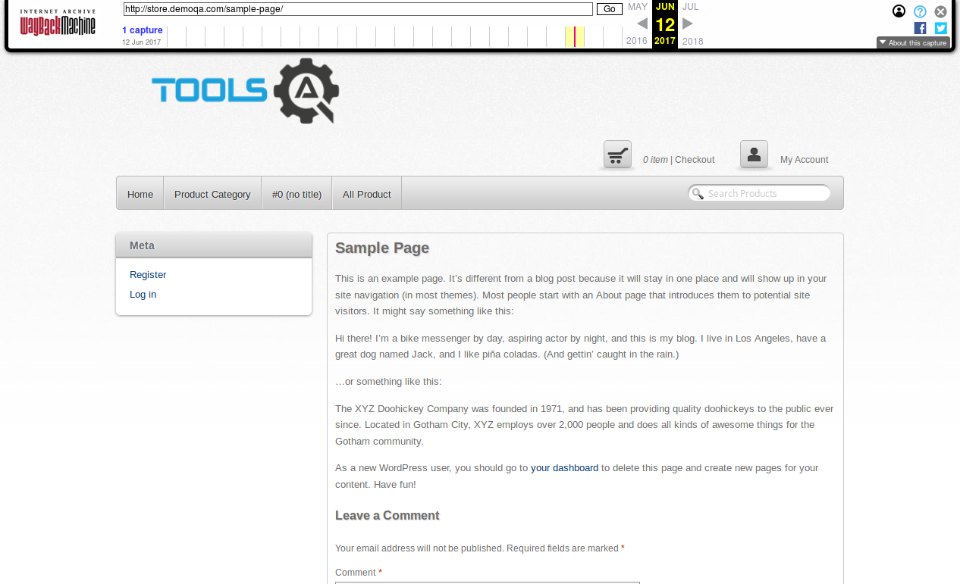 INTERNET ARCHIVE
WayBackMachine
http://store.demoqa.com/sample-page/
Go
MAY
JUN
JUL
1 capture
12
12 Jun 2017
2016
2017
2018
About this capture
TOOLS QA
0 item | Checkout
My Account
Home
Product Category
#0 (no title)
All Product
Search Products
Meta
Register
Log in
Sample Page
This is an example page. It's different from a blog post because it will stay in one place and will show up in your
site navigation (in most themes). Most people start with an About page that introduces them to potential site
visitors. It might say something like this:
Hi there! I'm a bike messenger by day, aspiring actor by night, and this is my blog. I live in Los Angeles, have a
great dog named Jack, and I like piña coladas. (And gettin' caught in the rain.)
…or something like this:
The XYZ Doohickey Company was founded in 1971, and has been providing quality doohickeys to the public ever
since. Located in Gotham City, XYZ employs over 2,000 people and does all kinds of awesome things for the
Gotham community.
As a new WordPress user, you should go to your dashboard to delete this page and create new pages for your
content. Have fun!
Leave a Comment
Your email address will not be published. Required fields are marked *
Comment *